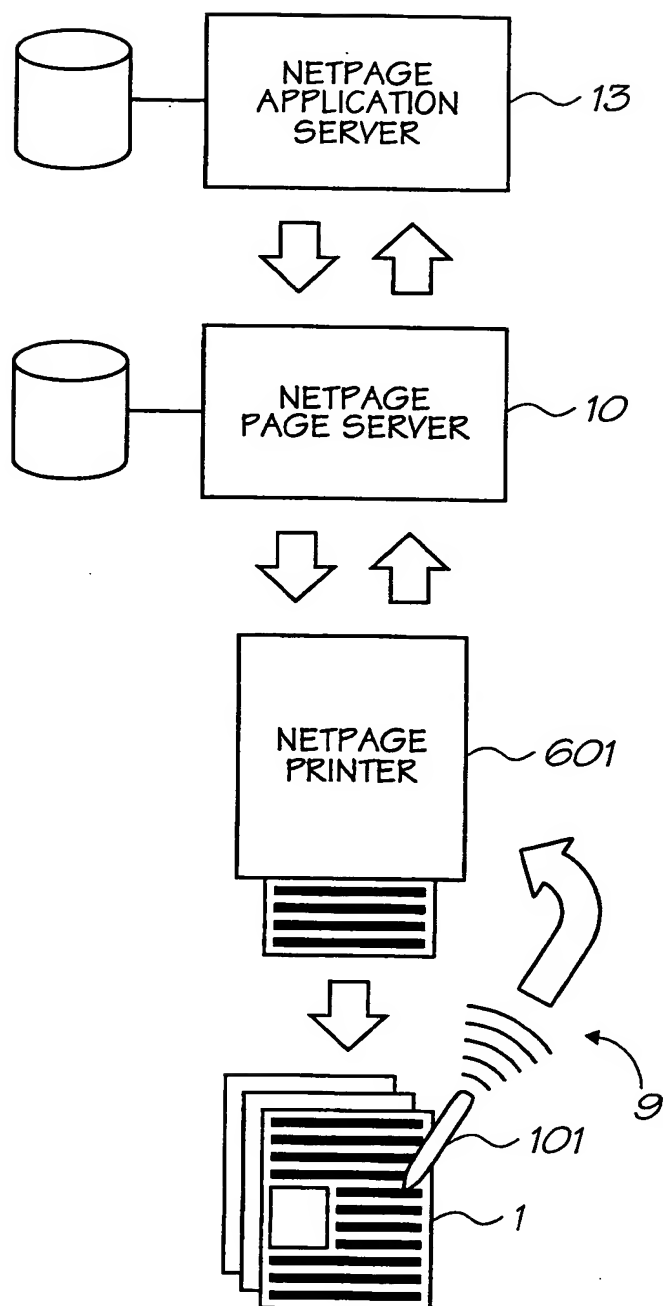 NETPAGE
APPLICATION
SERVER
13
NETPAGE
PAGE SERVER
10
NETPAGE
PRINTER
601
9
101
1